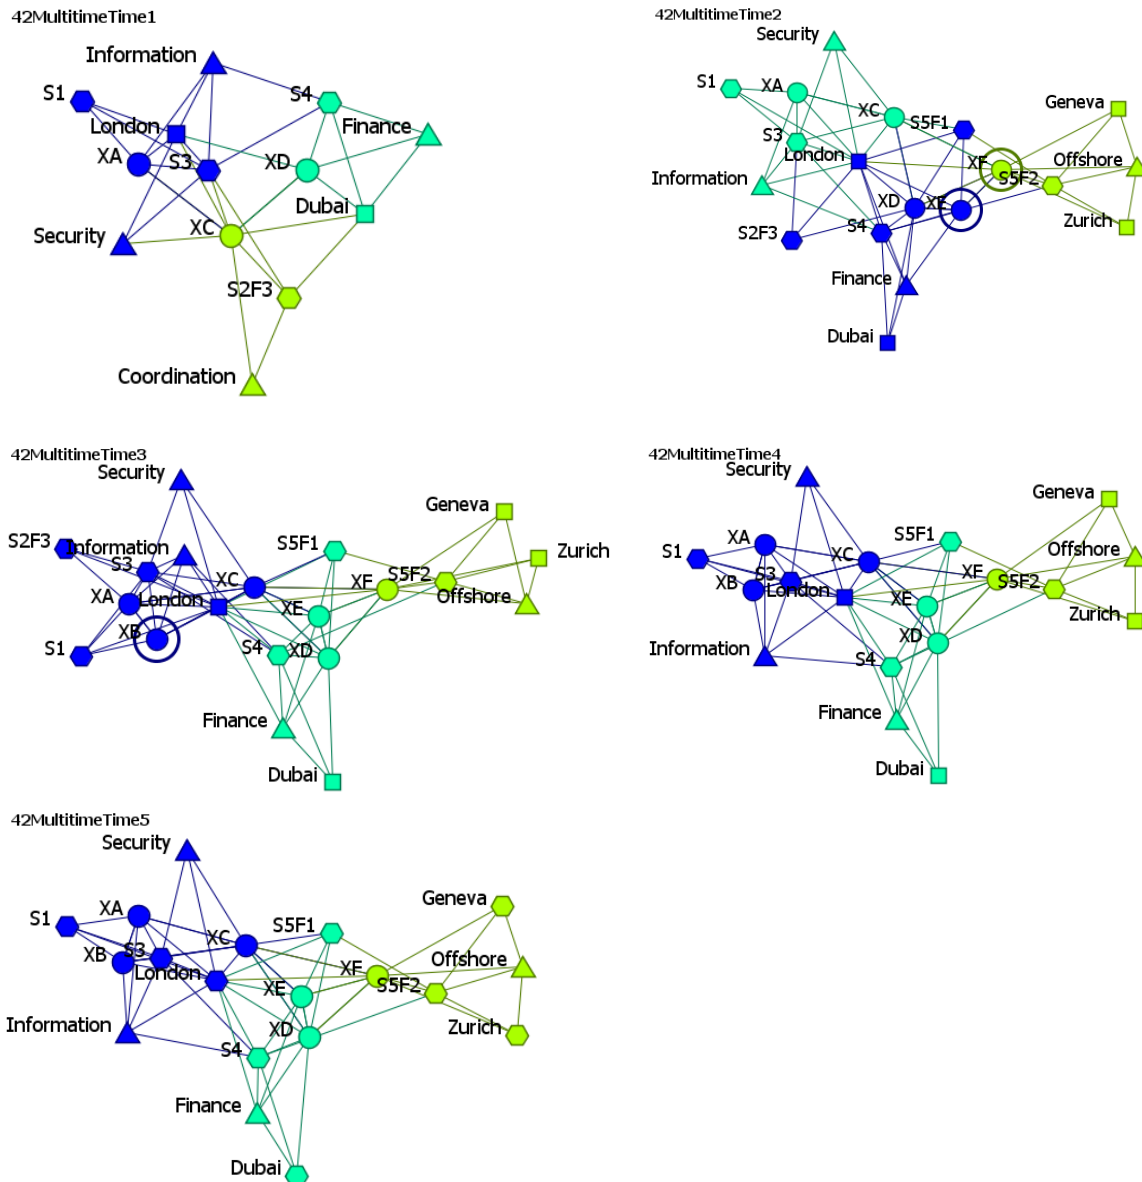 42MultitimeTime1
Information
S1
S4
London
Finance
XA
S3
XD
Dubai
Security
XC
S2F3
Coordination
42MultitimeTime2
Security
S1
XA
XC
S5F1
Geneva
S3
London
XF
Offshore
Information
S5F2
XD
XE
Zurich
S2F3
S4
Finance
Dubai
42MultitimeTime3
Security
Geneva
S2F3
Information
S5F1
Zurich
S3
XC
XF
S5F2
XA
London
Offshore
XE
XB
S1
S4
XD
Finance
Dubai
42MultitimeTime4
Security
Geneva
XA
S5F1
S1
XC
Offshore
XB
S3
London
XF
S5F2
XE
Zurich
Information
XD
S4
Finance
Dubai
42MultitimeTime5
Security
Geneva
S1
XA
XC
S5F1
XB
S3
London
XF
Offshore
S5F2
XE
Information
XD
Zurich
S4
Finance
Dubai